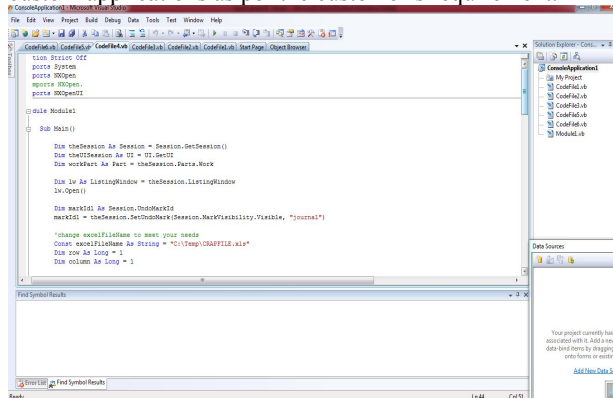 ConsoleApplication1 - Microsoft Visual Studio
File Edit View Project Build Debug Data Tools Test Window Help
CodeFile6.vb CodeFile5.vb CodeFile4.vb CodeFile3.vb CodeFile2.vb CodeFile1.vb Start Page Object Browser
Toolbox
tion Strict Off
ports System
ports NXOpen
mports NXOpen.
ports NXOpenUI
dule Module1
Sub Main()
Dim theSession As Session = Session.GetSession()
Dim theUISession As UI = UI.GetUI
Dim workPart As Part = theSession.Parts.Work
Dim lw As ListingWindow = theSession.ListingWindow
lw.Open()
Dim markId1 As Session.UndoMarkId
markId1 = theSession.SetUndoMark(Session.MarkVisibility.Visible, "journal")
'change excelFileName to meet your needs
Const excelFileName As String = "C:\Temp\CRAPFILE.xls"
Dim row As Long = 1
Dim column As Long = 1
Find Symbol Results
Error List Find Symbol Results
Ready Ln 44 Col 51
Solution Explorer - Cons...
ConsoleApplication1
My Project
CodeFile1.vb
CodeFile2.vb
CodeFile3.vb
CodeFile5.vb
CodeFile6.vb
Module1.vb
Data Sources
Your project currently has
associated with it. Add a new
data-bind items by dragging
onto forms or existin
Add New Data S